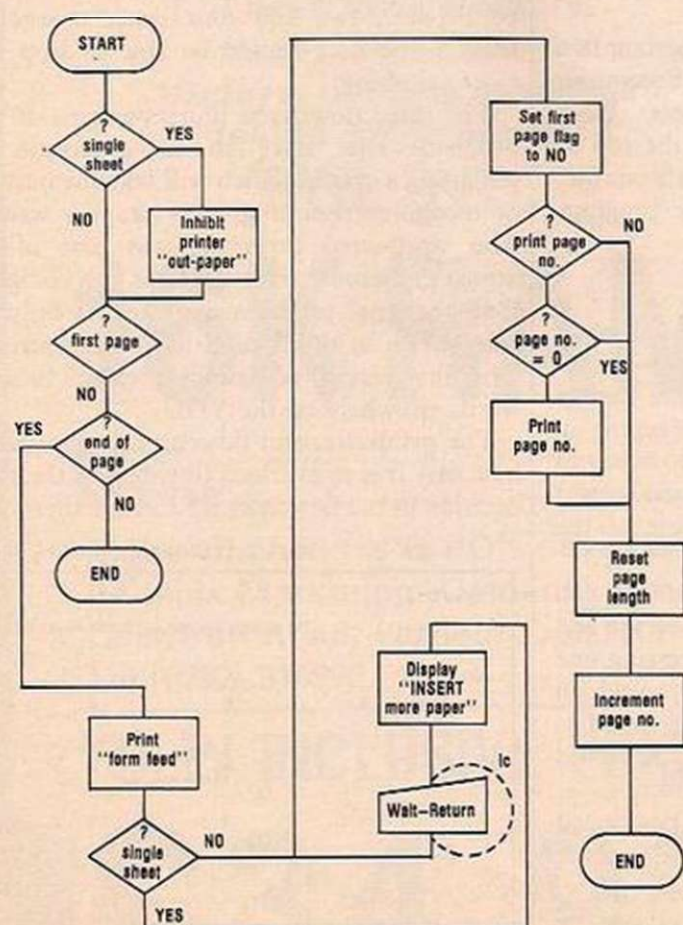 START
?
single
sheet
YES
NO
Inhibit
printer
"out-paper"
?
first page
NO
?
end of
page
YES
NO
END
Print
"form feed"
?
single
sheet
NO
YES
Display
"INSERT
more paper"
Wait–Return
Ic
Set first
page flag
to NO
?
print page
no.
NO
?
page no.
= 0
YES
Print
page no.
Reset
page
length
Increment
page no.
END